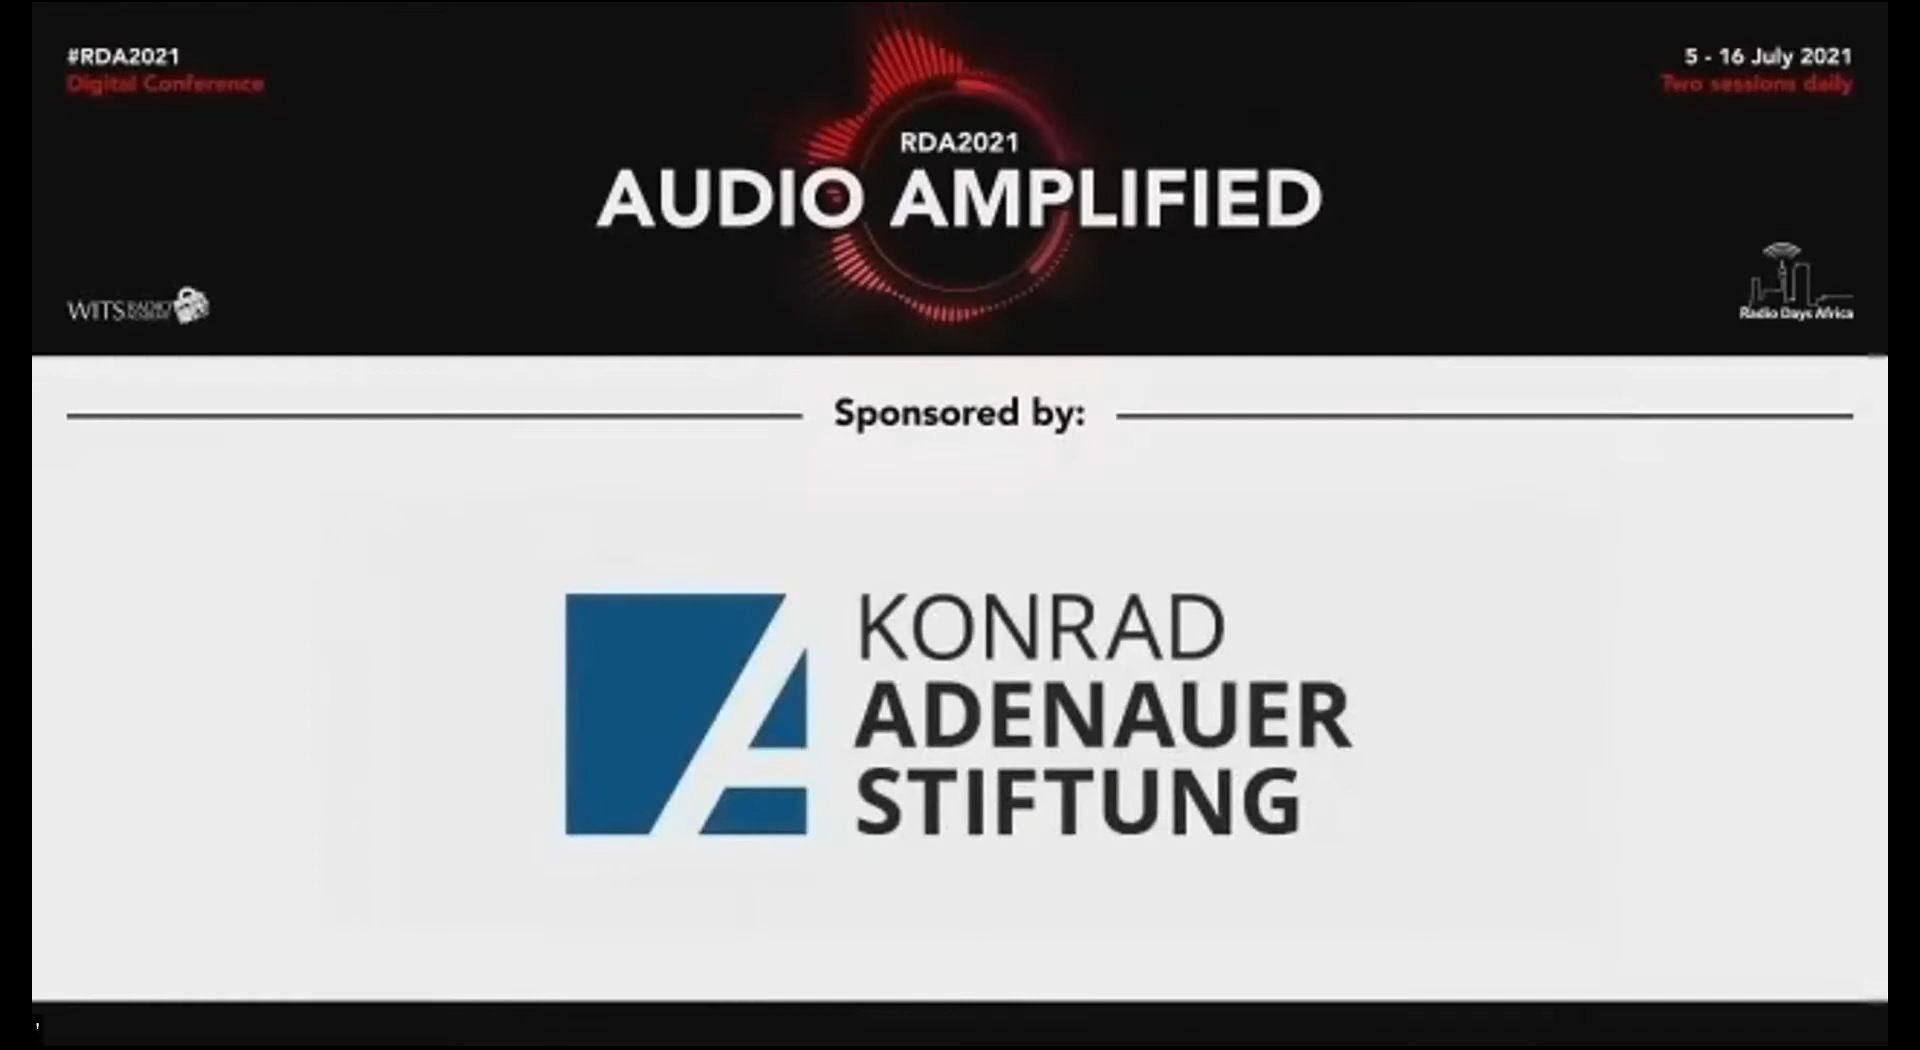 #RDA2021
Digital Conference
5 - 16 July 2021
Two sessions daily
RDA2021
AUDIO AMPLIFIED
WITS RADIO
Radio Days Africa
Sponsored by:
KONRAD
ADENAUER
STIFTUNG